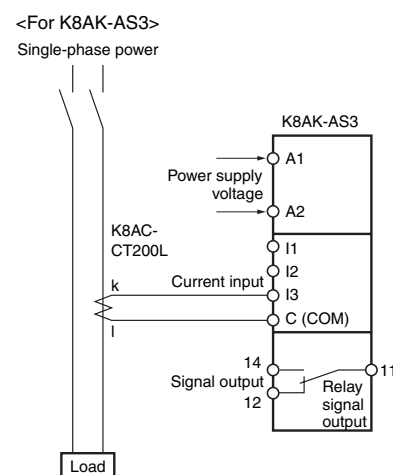 <For K8AK-AS3>
Single-phase power
K8AK-AS3
A1
Power supply
voltage
A2
K8AC-
CT200L
I1
I2
k
Current input
I3
l
C (COM)
14
11
Signal output
12
Relay
signal
output
Load